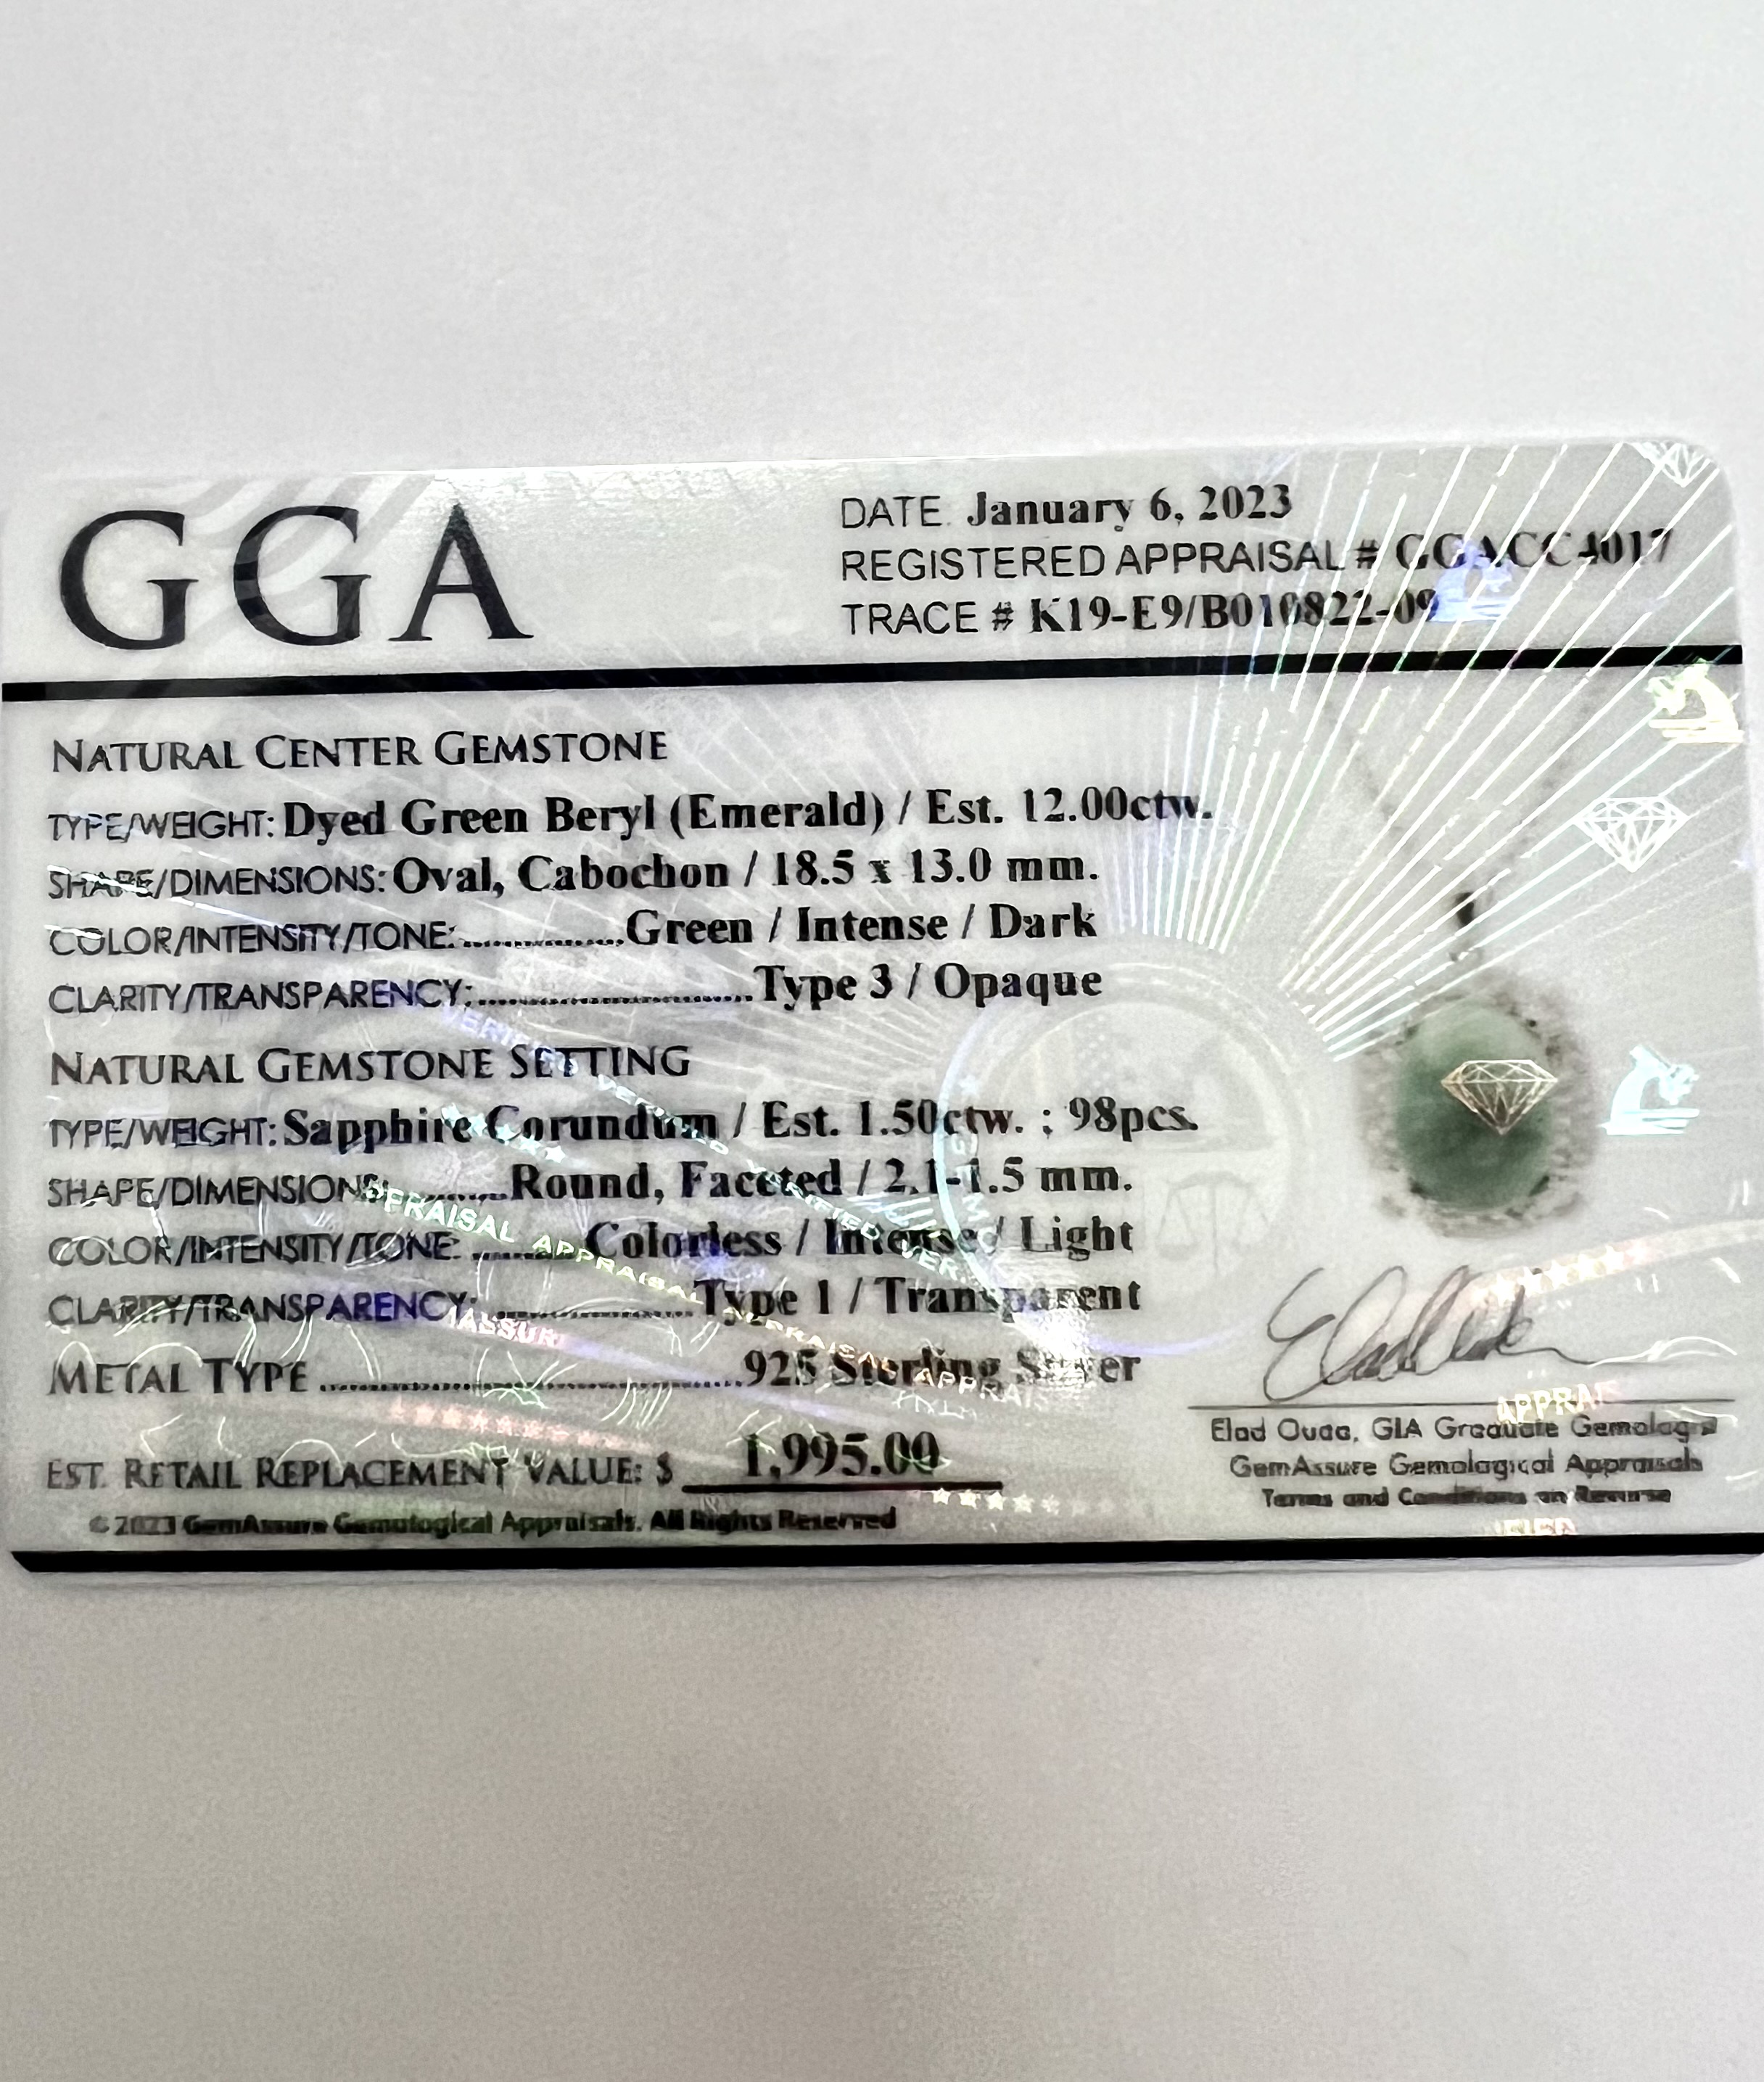 GGA
DATE January 6, 2023
REGISTERED APPRAISAL # GGACC4017
TRACE # K19-E9/B010822-09
NATURAL CENTER GEMSTONE
TYPE/WEIGHT: Dyed Green Beryl (Emerald) / Est. 12.00ctw.
SHAPE/DIMENSIONS: Oval, Cabochon / 18.5 x 13.0 mm.
COLOR/INTENSITY/TONE:................Green / Intense / Dark
CLARITY/TRANSPARENCY:...........................Type 3 / Opaque
NATURAL GEMSTONE SETTING
TYPE/WEIGHT: Sapphire Corundum / Est. 1.50ctw. ; 98pcs.
SHAPE/DIMENSIONS: .........Round, Faceted / 2.1-1.5 mm.
COLOR/INTENSITY/TONE: ..........Colorless / Intense / Light
CLARITY/TRANSPARENCY: ....................Type 1 / Transparent
METAL TYPE ..........................................925 Sterling Silver
EST. RETAIL REPLACEMENT VALUE: $ 1,995.00
© 2023 GemAssure Gemological Appraisals. All Rights Reserved
GIA Graduate Gemologist
GemAssure Gemological Appraisals
Terms and Conditions on Reverse
APPRAISAL APPRAISAL